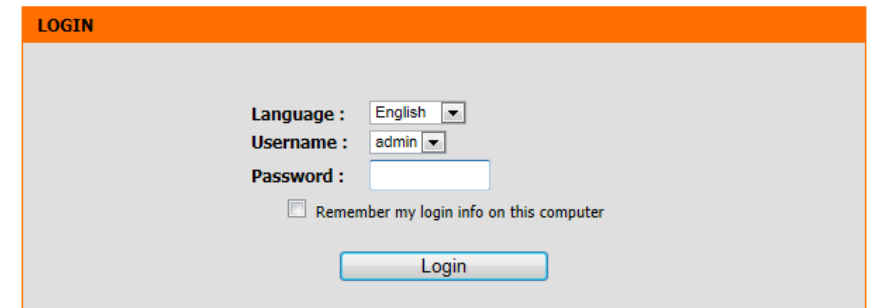 LOGIN
Language : English
Username : admin
Password :
Remember my login info on this computer
Login